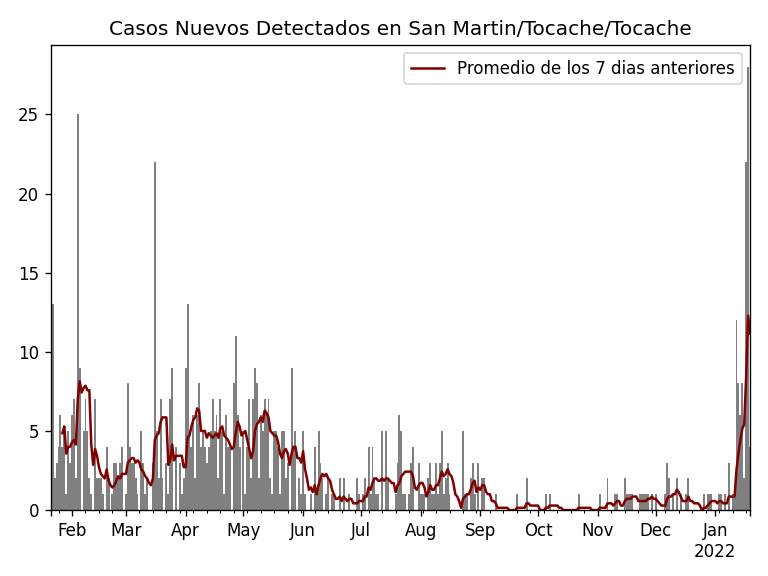 Casos Nuevos Detectados en San Martin/Tocache/Tocache
Promedio de los 7 dias anteriores
25
20
15
10
5
0
Feb Mar Apr May Jun Jul Aug Sep Oct Nov Dec Jan
2022